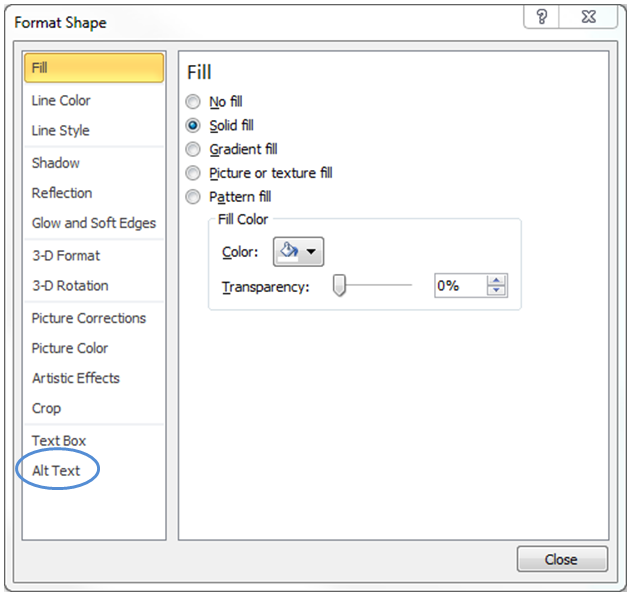 Format Shape
Fill
Line Color
Line Style
Shadow
Reflection
Glow and Soft Edges
3-D Format
3-D Rotation
Picture Corrections
Picture Color
Artistic Effects
Crop
Text Box
Alt Text
Fill
No fill
Solid fill
Gradient fill
Picture or texture fill
Pattern fill
Fill Color
Color:
Transparency: 0%
Close